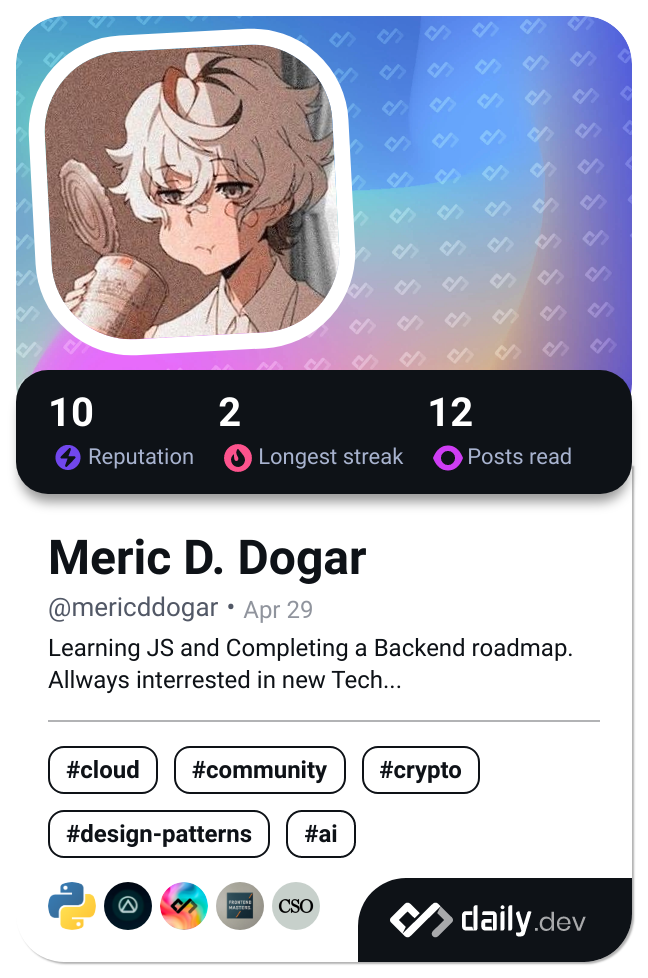 10 2 12
Reputation Longest streak Posts read
Meric D. Dogar
@mericddogar • Apr 29
Learning JS and Completing a Backend roadmap.
Allways interrested in new Tech...
#cloud #community #crypto
#design-patterns #ai
FRONTEND
MASTERS
CSO
daily.dev